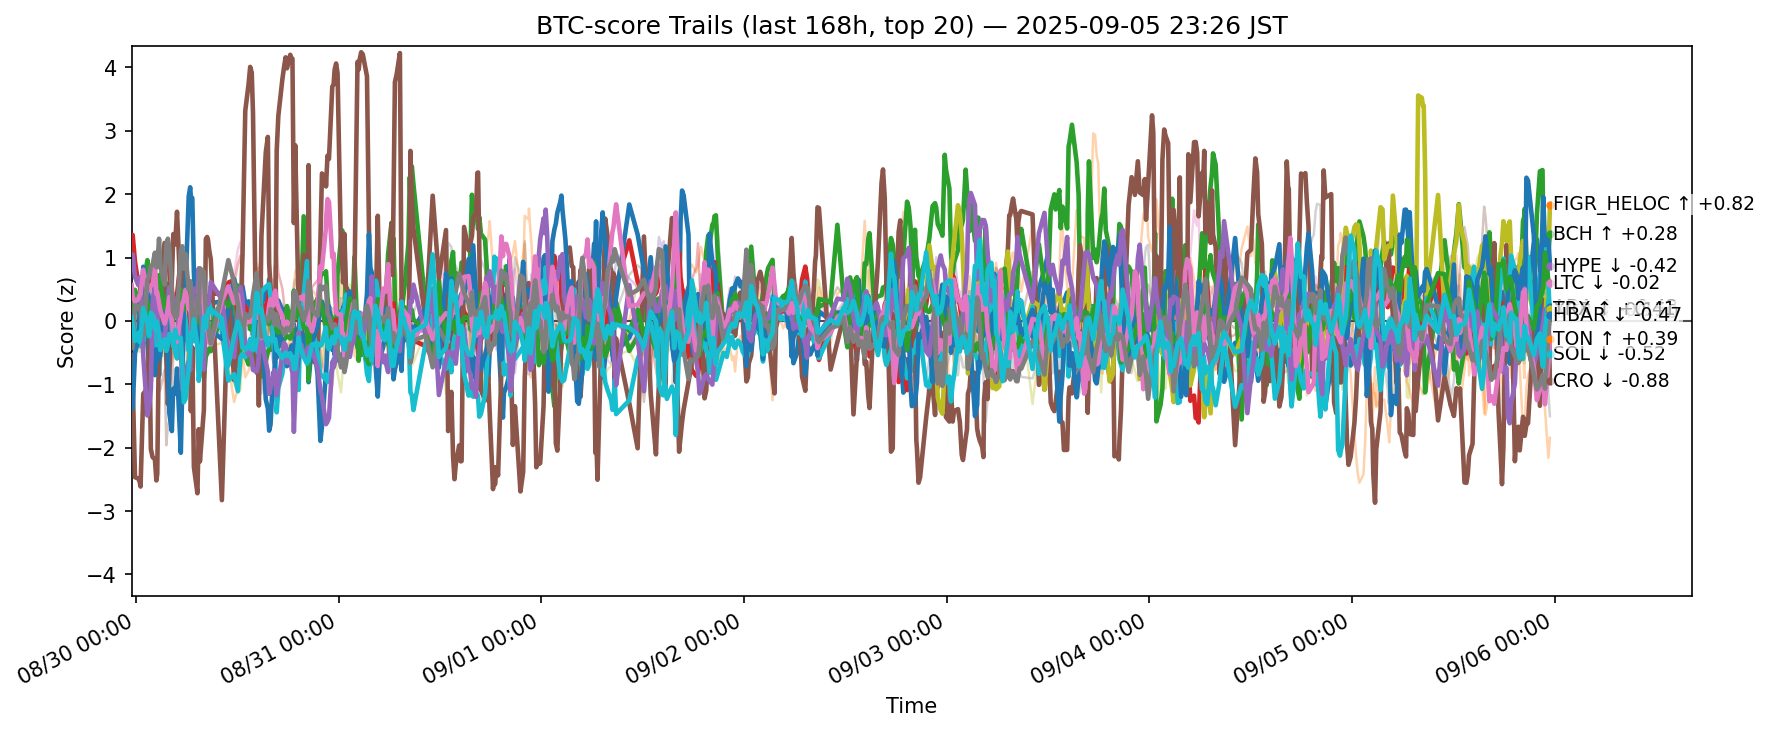 BTC-score Trails (last 168h, top 20) — 2025-09-05 23:26 JST
Score (z)
4
3
2
1
0
−1
−2
−3
−4
FIGR_HELOC ↑ +0.82
BCH ↑ +0.28
HYPE ↓ -0.42
LTC ↓ -0.02
HBAR ↓ -0.47
TON ↑ +0.39
SOL ↓ -0.52
CRO ↓ -0.88
08/30 00:00
08/31 00:00
09/01 00:00
09/02 00:00
09/03 00:00
09/04 00:00
09/05 00:00
09/06 00:00
Time